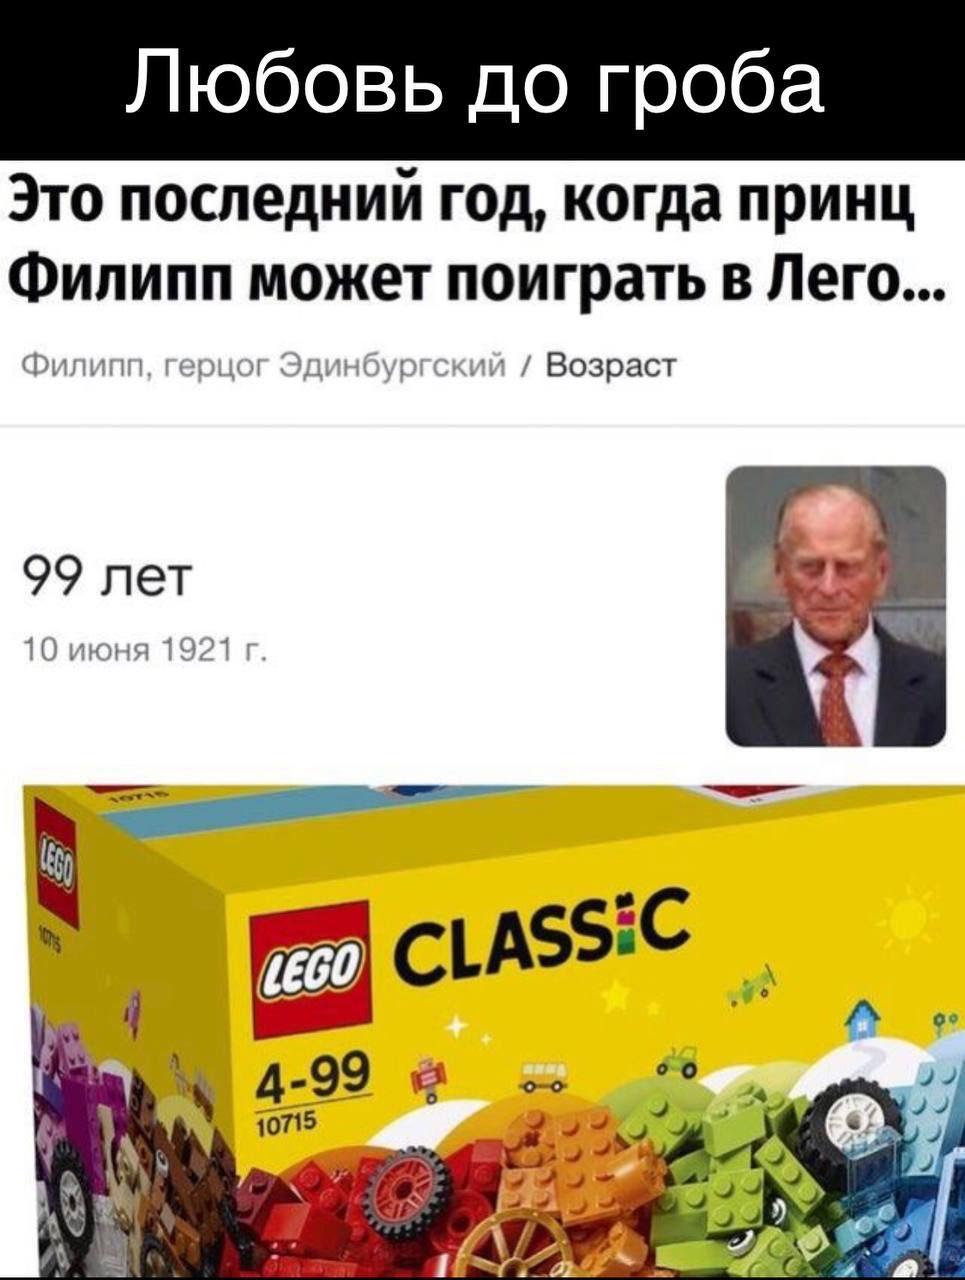 Любовь до гроба
Это последний год, когда принц
Филипп может поиграть в Лего...
Филипп, герцог Эдинбургский / Возраст
99 лет
10 июня 1921 г.
10715
LEGO
10715
LEGO CLASSIC
4-99
10715